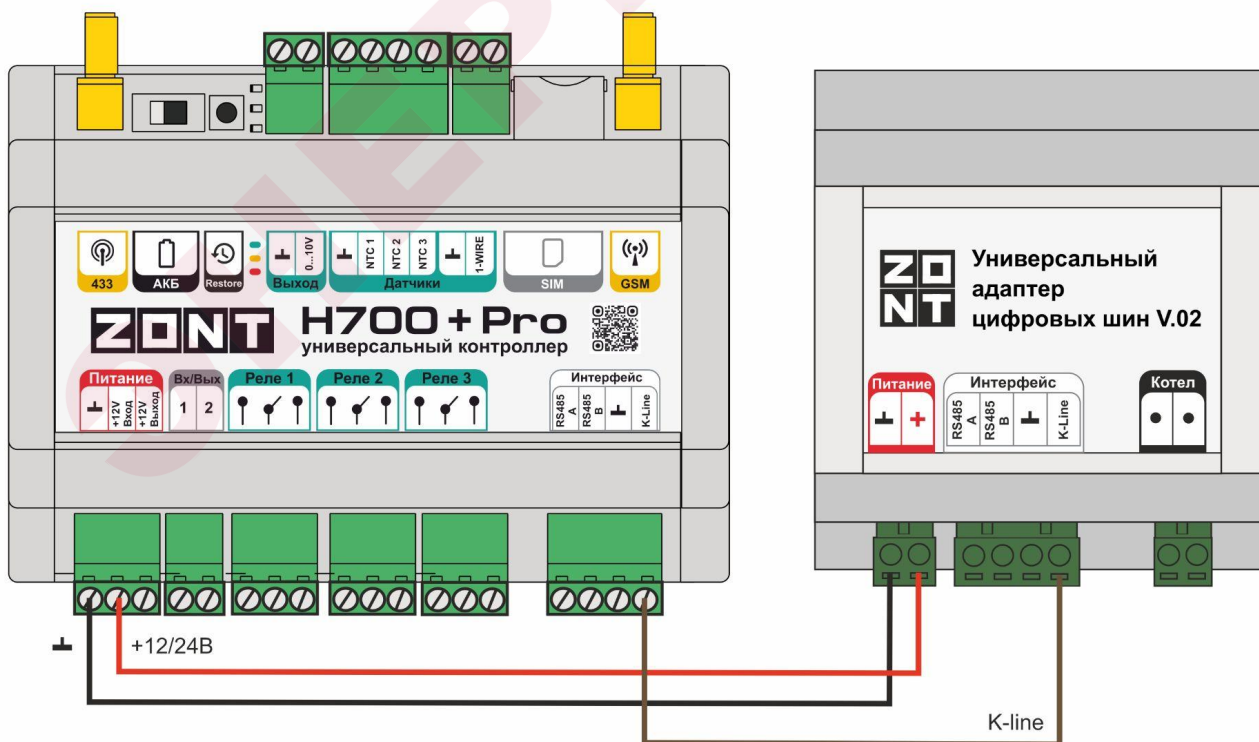 433
АКБ
Restore
0...10V
Выход
NTC 1
NTC 2
NTC 3
1-WIRE
Датчики
SIM
GSM
ZONT
H700+Pro
универсальный контроллер
Питание
+12V Вход
+12V Выход
Вх/Вых
1
2
Реле 1
Реле 2
Реле 3
Интерфейс
RS485 A
RS485 B
K-Line
+12/24В
ZONT
Универсальный
адаптер
цифровых шин V.02
Питание
+
Интерфейс
RS485 A
RS485 B
K-Line
Котел
K-line